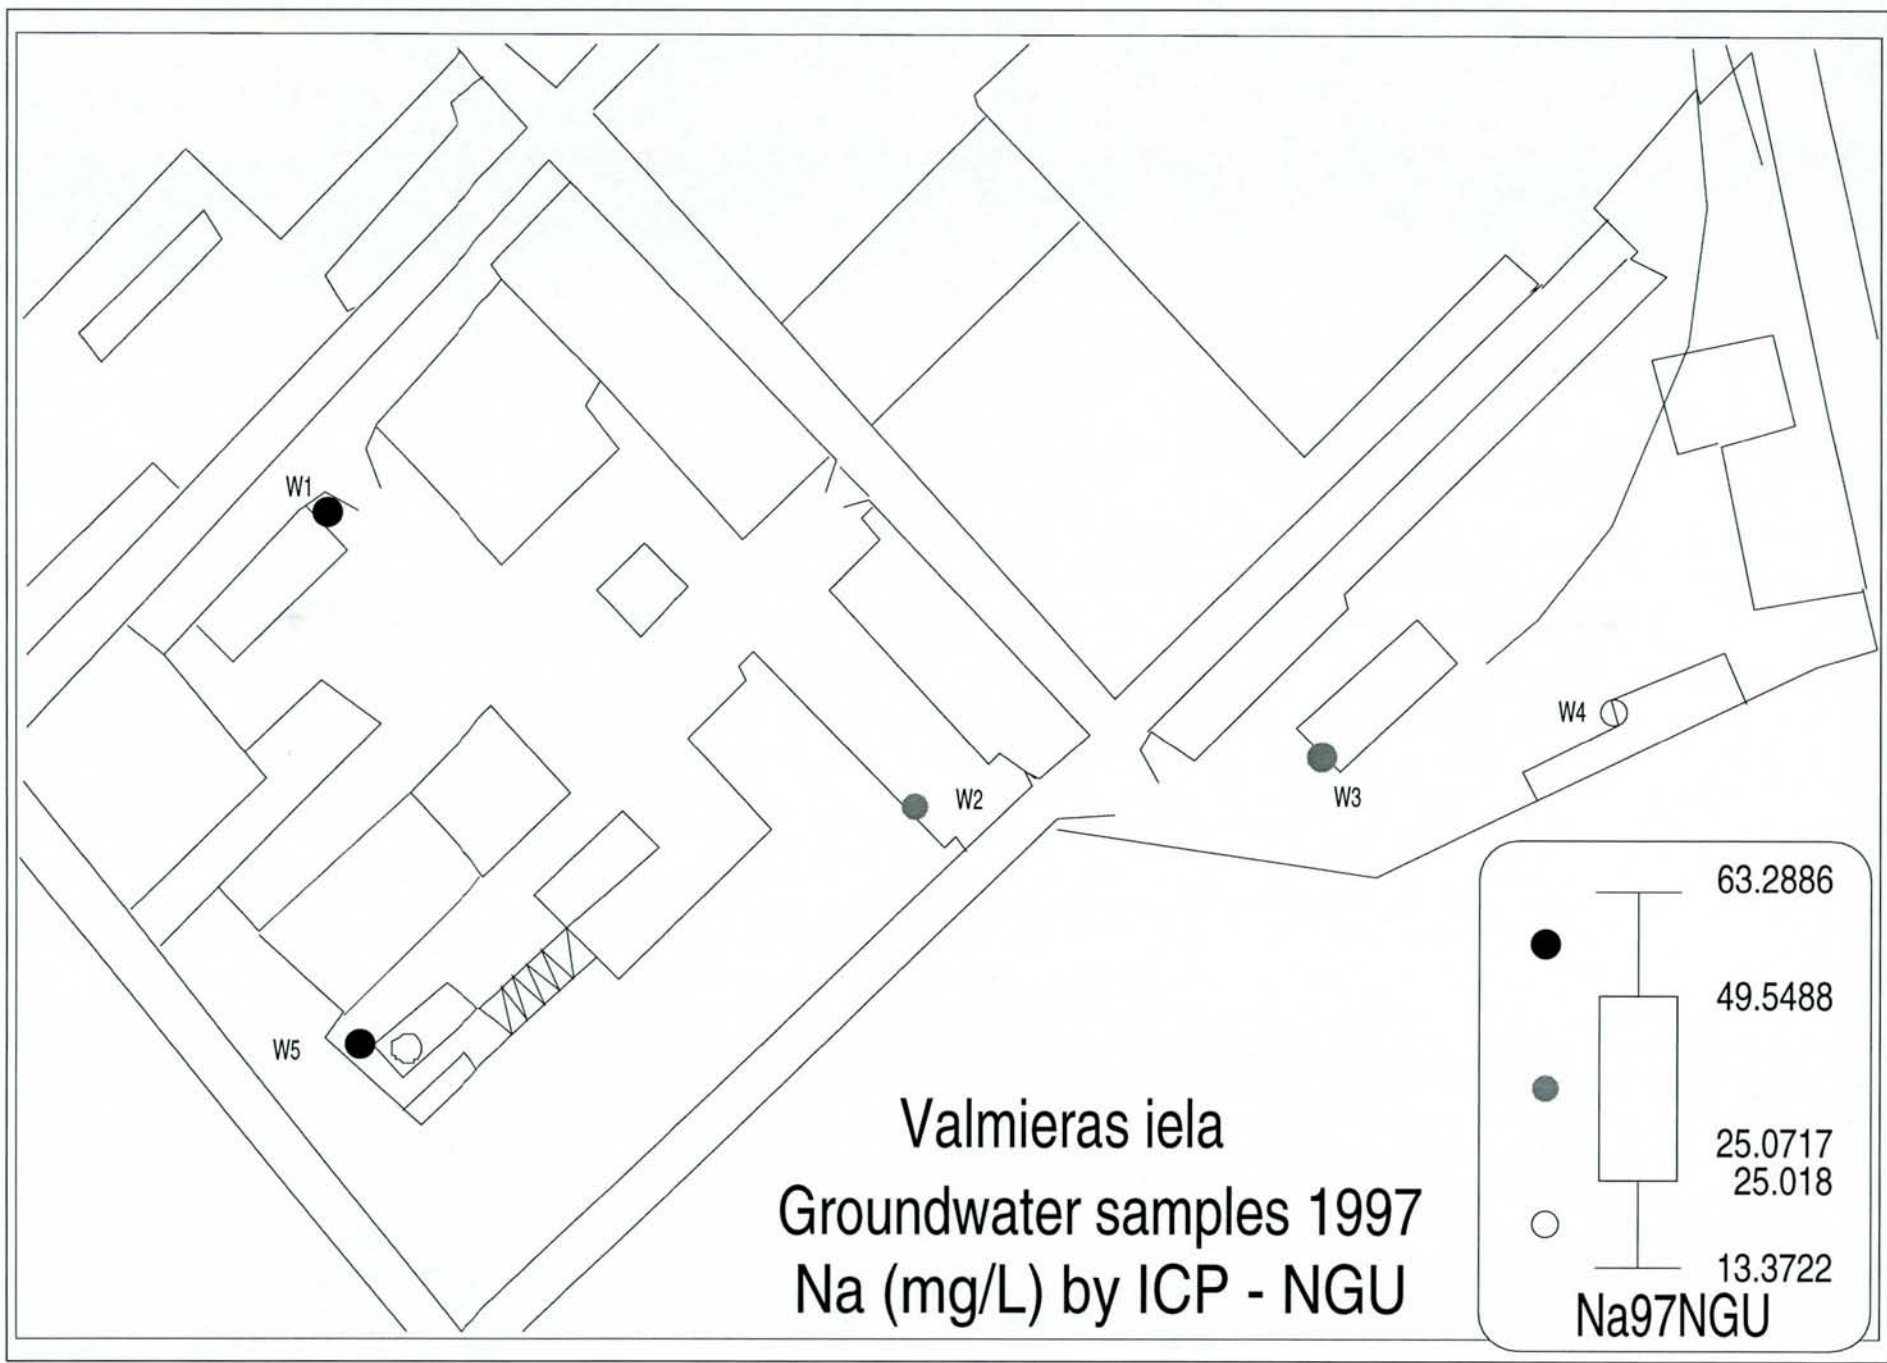 W1
W4
W2
W3
W5
63.2886
49.5488
25.0717
25.018
13.3722
Na97NGU
Valmieras iela
Groundwater samples 1997
Na (mg/L) by ICP - NGU